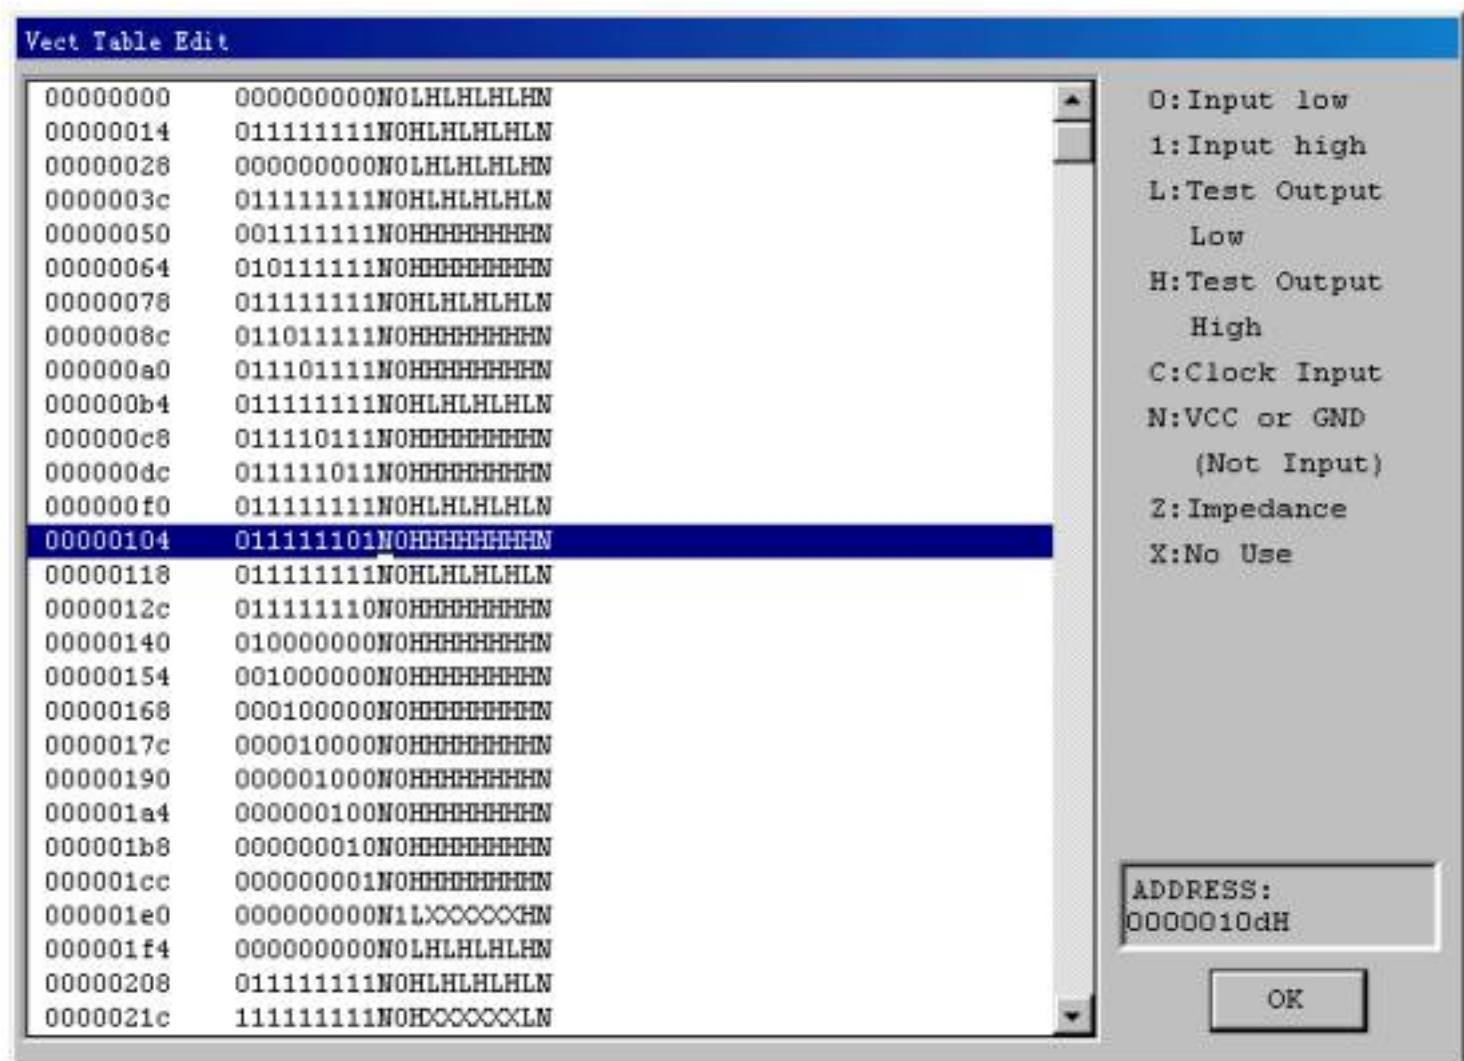 Vect Table Edit
00000000 000000000N0LHLHLHLHN
00000014 011111111N0HLHLHLHLN
00000028 000000000N0LHLHLHLHN
0000003c 011111111N0HLHLHLHLN
00000050 001111111N0HHHHHHHHN
00000064 010111111N0HHHHHHHHN
00000078 011111111N0HLHLHLHLN
0000008c 011011111N0HHHHHHHHN
000000a0 011101111N0HHHHHHHHN
000000b4 011111111N0HLHLHLHLN
000000c8 011110111N0HHHHHHHHN
000000dc 011111011N0HHHHHHHHN
000000f0 011111111N0HLHLHLHLN
00000104 011111101N0HHHHHHHHN
00000118 011111111N0HLHLHLHLN
0000012c 011111110N0HHHHHHHHN
00000140 010000000N0HHHHHHHHN
00000154 001000000N0HHHHHHHHN
00000168 000100000N0HHHHHHHHN
0000017c 000010000N0HHHHHHHHN
00000190 000001000N0HHHHHHHHN
000001a4 000000100N0HHHHHHHHN
000001b8 000000010N0HHHHHHHHN
000001cc 000000001N0HHHHHHHHN
000001e0 000000000N1LXXXXXXHN
000001f4 000000000N0LHLHLHLHN
00000208 011111111N0HLHLHLHLN
0000021c 111111111N0HXXXXXXLN
0:Input low
1:Input high
L:Test Output
Low
H:Test Output
High
C:Clock Input
N:VCC or GND
(Not Input)
Z:Impedance
X:No Use
ADDRESS:
0000010dH
OK